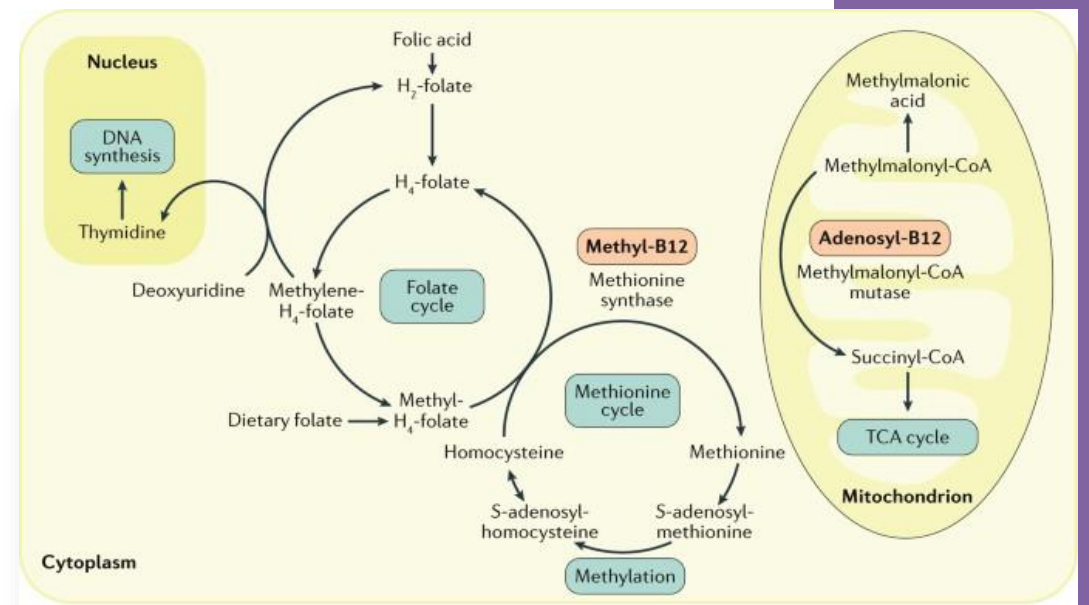 Nucleus
DNA
synthesis
Thymidine
Deoxyuridine
Folic acid
H₂-folate
H₄-folate
Methylene-
H₄-folate
Folate
cycle
Dietary folate
Methyl-
H₄-folate
Methyl-B12
Methionine
synthase
Methionine
cycle
Homocysteine
Methionine
S-adenosyl-
homocysteine
S-adenosyl-
methionine
Methylation
Cytoplasm
Methylmalonic
acid
Methylmalonyl-CoA
Adenosyl-B12
Methylmalonyl-CoA
mutase
Succinyl-CoA
TCA cycle
Mitochondrion